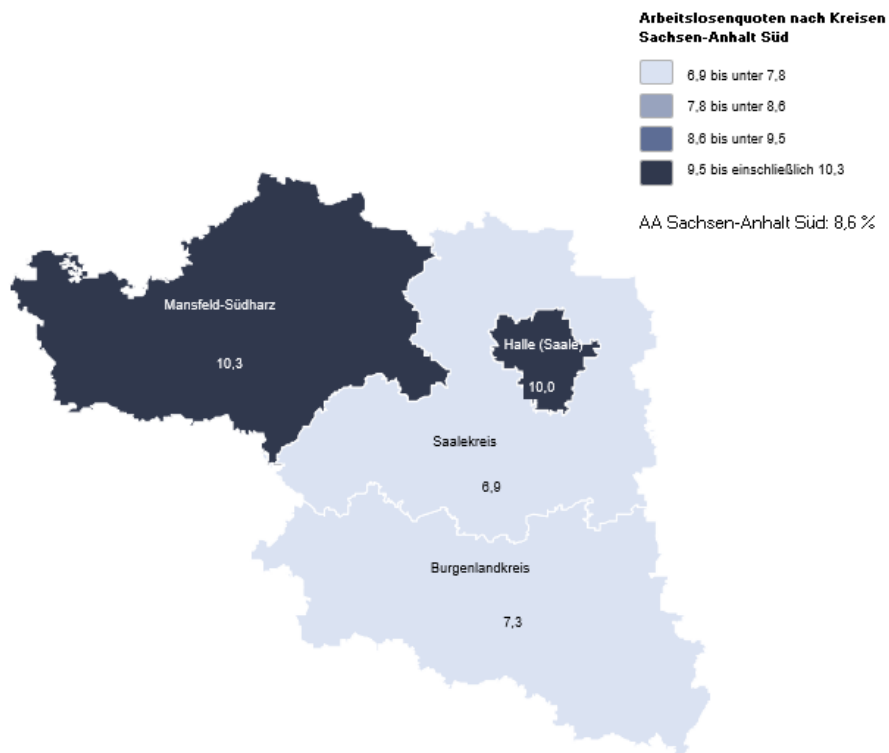 Arbeitslosenquoten nach Kreisen
Sachsen-Anhalt Süd
6,9 bis unter 7,8
7,8 bis unter 8,6
8,6 bis unter 9,5
9,5 bis einschließlich 10,3
AA Sachsen-Anhalt Süd: 8,6 %
Mansfeld-Südharz
10,3
Halle (Saale)
10,0
Saalekreis
6,9
Burgenlandkreis
7,3